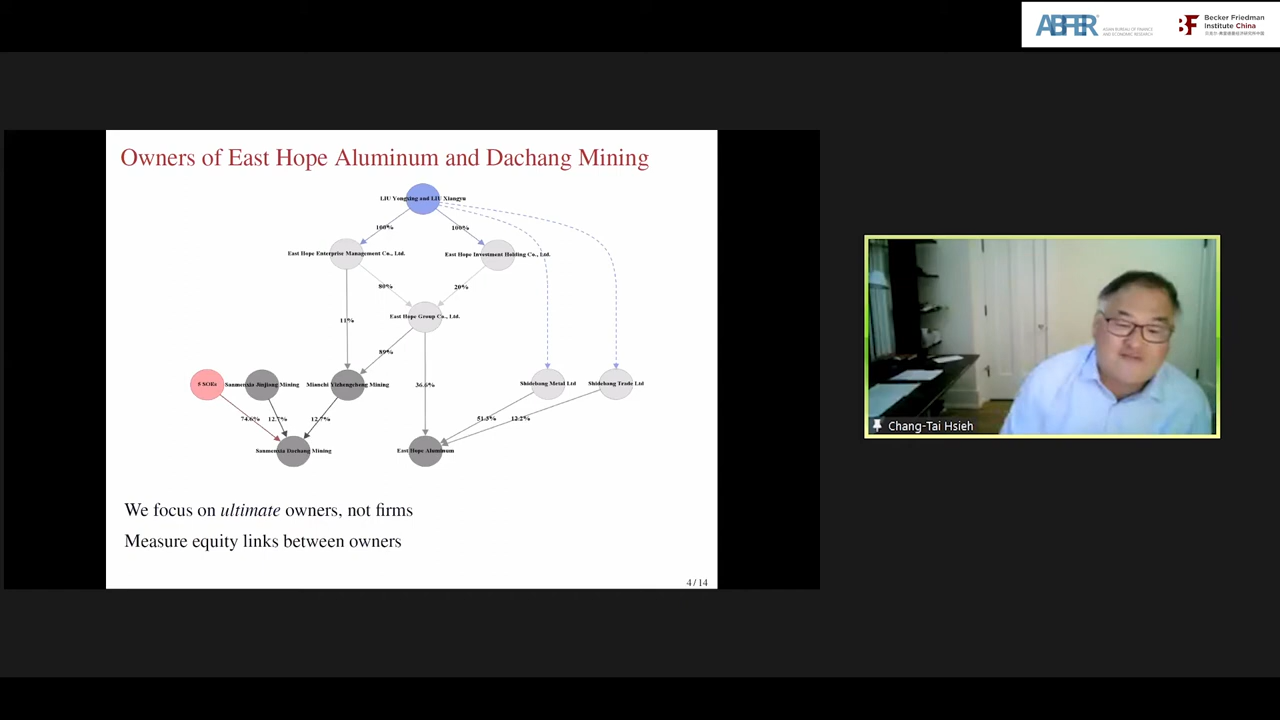 ABFER
ASIAN BUREAU OF FINANCE
AND ECONOMIC RESEARCH
Becker Friedman
Institute China
Owners of East Hope Aluminum and Dachang Mining
LIU Yongxing and LIU Xiangyu
100%
100%
East Hope Enterprise Management Co., Ltd.
East Hope Investment Holding Co., Ltd.
80%
20%
East Hope Group Co., Ltd.
11%
89%
5 SOEs
Sanmenxia Jinjiang Mining
Mianchi Yizhengcheng Mining
36.6%
Shidehang Metal Ltd
Shidehang Trade Ltd
74.6%
12.7%
12.7%
51.3%
12.2%
Sanmenxia Dachang Mining
East Hope Aluminum
We focus on ultimate owners, not firms
Measure equity links between owners
4 / 14
Chang-Tai Hsieh